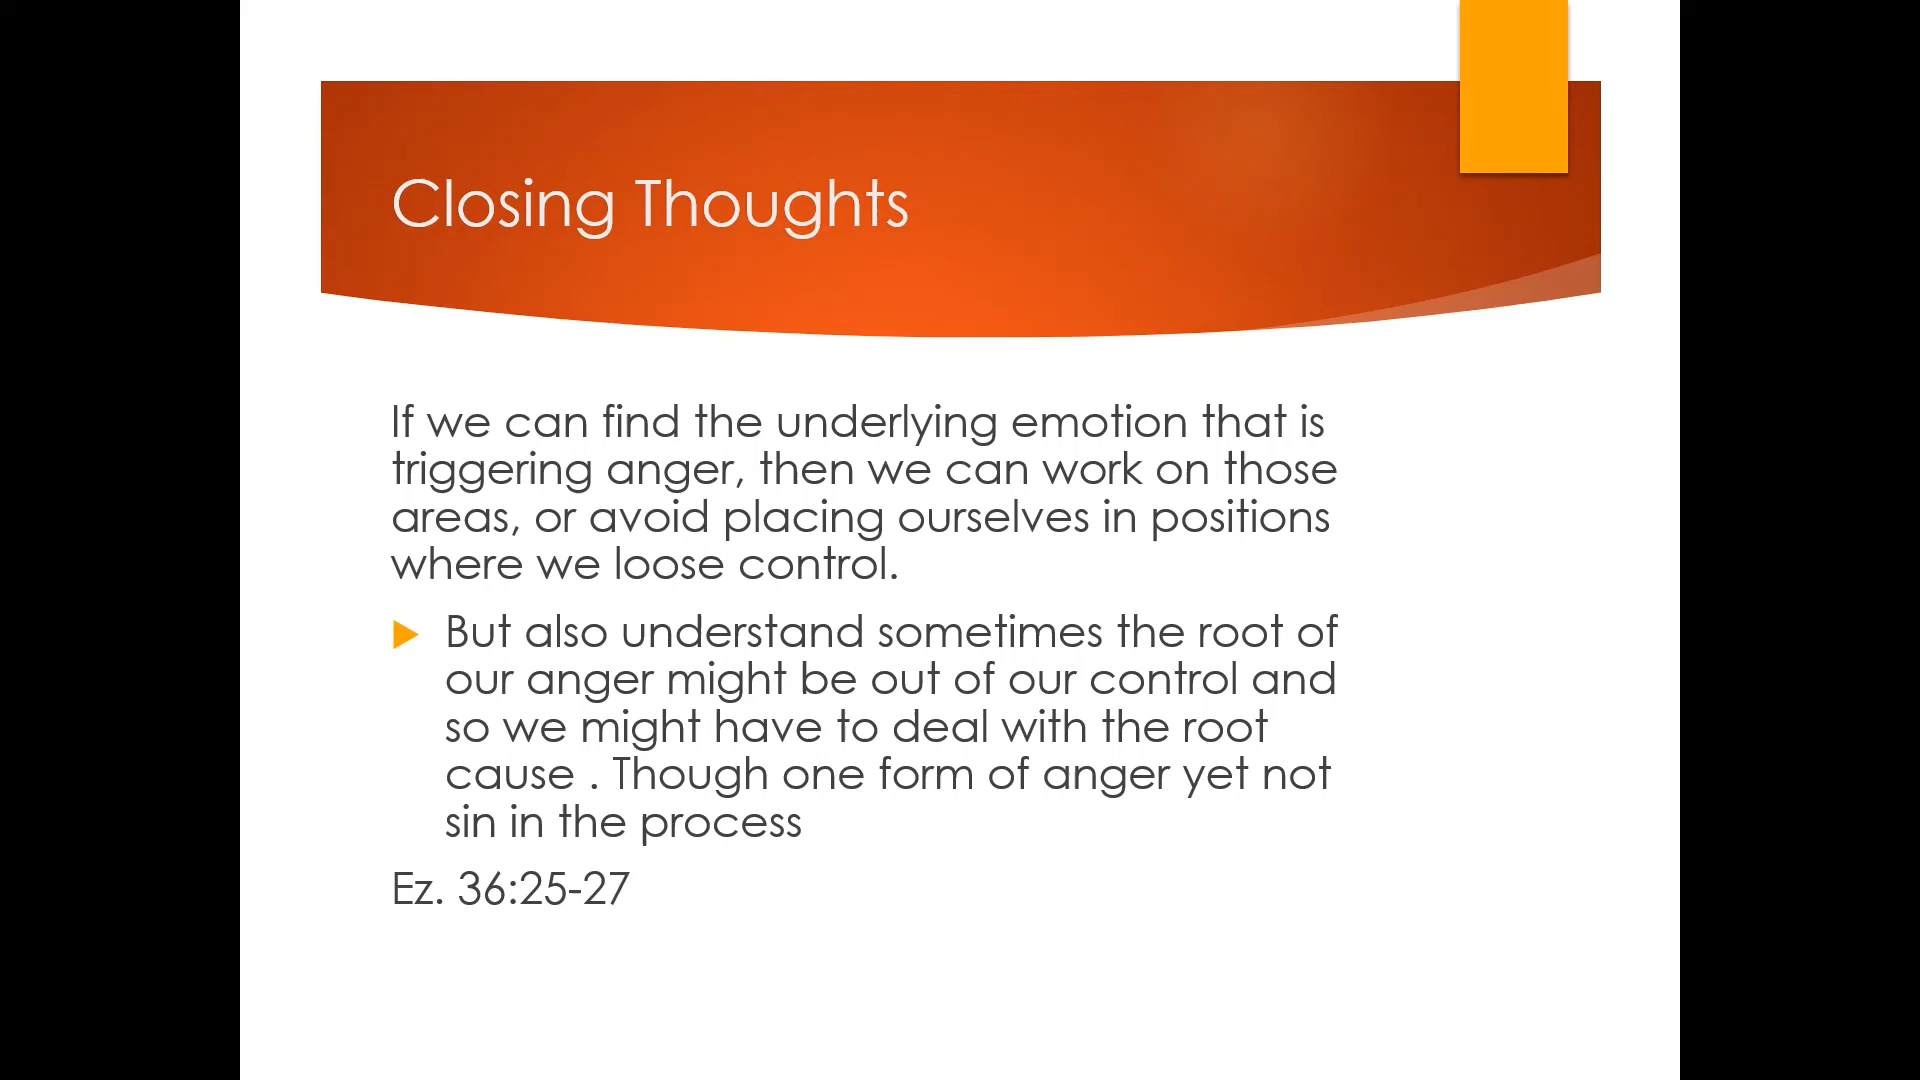 Closing Thoughts
If we can find the underlying emotion that is
triggering anger, then we can work on those
areas, or avoid placing ourselves in positions
where we loose control.
But also understand sometimes the root of
our anger might be out of our control and
so we might have to deal with the root
cause . Though one form of anger yet not
sin in the process
Ez. 36:25-27